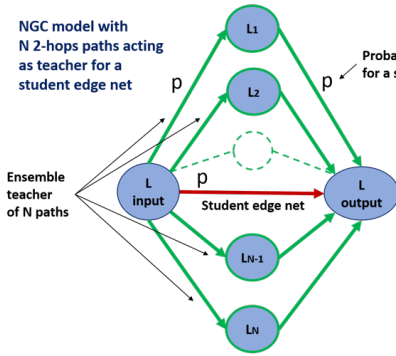 NGC model with
N 2-hops paths acting
as teacher for a
student edge net
L1
p
p
Proba
for a s
L2
Ensemble
teacher
of N paths
L
input
p
Student edge net
L
output
LN-1
LN